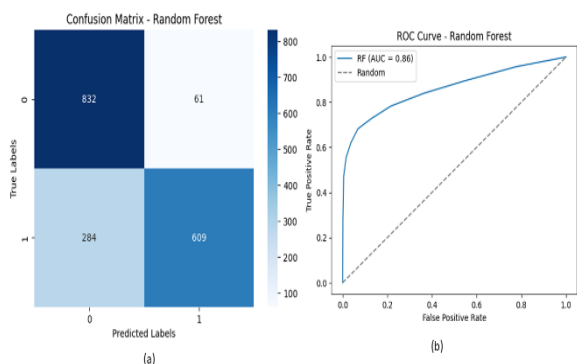 Confusion Matrix - Random Forest
True Labels
0
1
832
61
284
609
0
1
Predicted Labels
800
700
600
500
400
300
200
100
(a)
ROC Curve - Random Forest
RF (AUC = 0.86)
Random
True Positive Rate
1.0
0.8
0.6
0.4
0.2
0.0
0.0
0.2
0.4
0.6
0.8
1.0
False Positive Rate
(b)